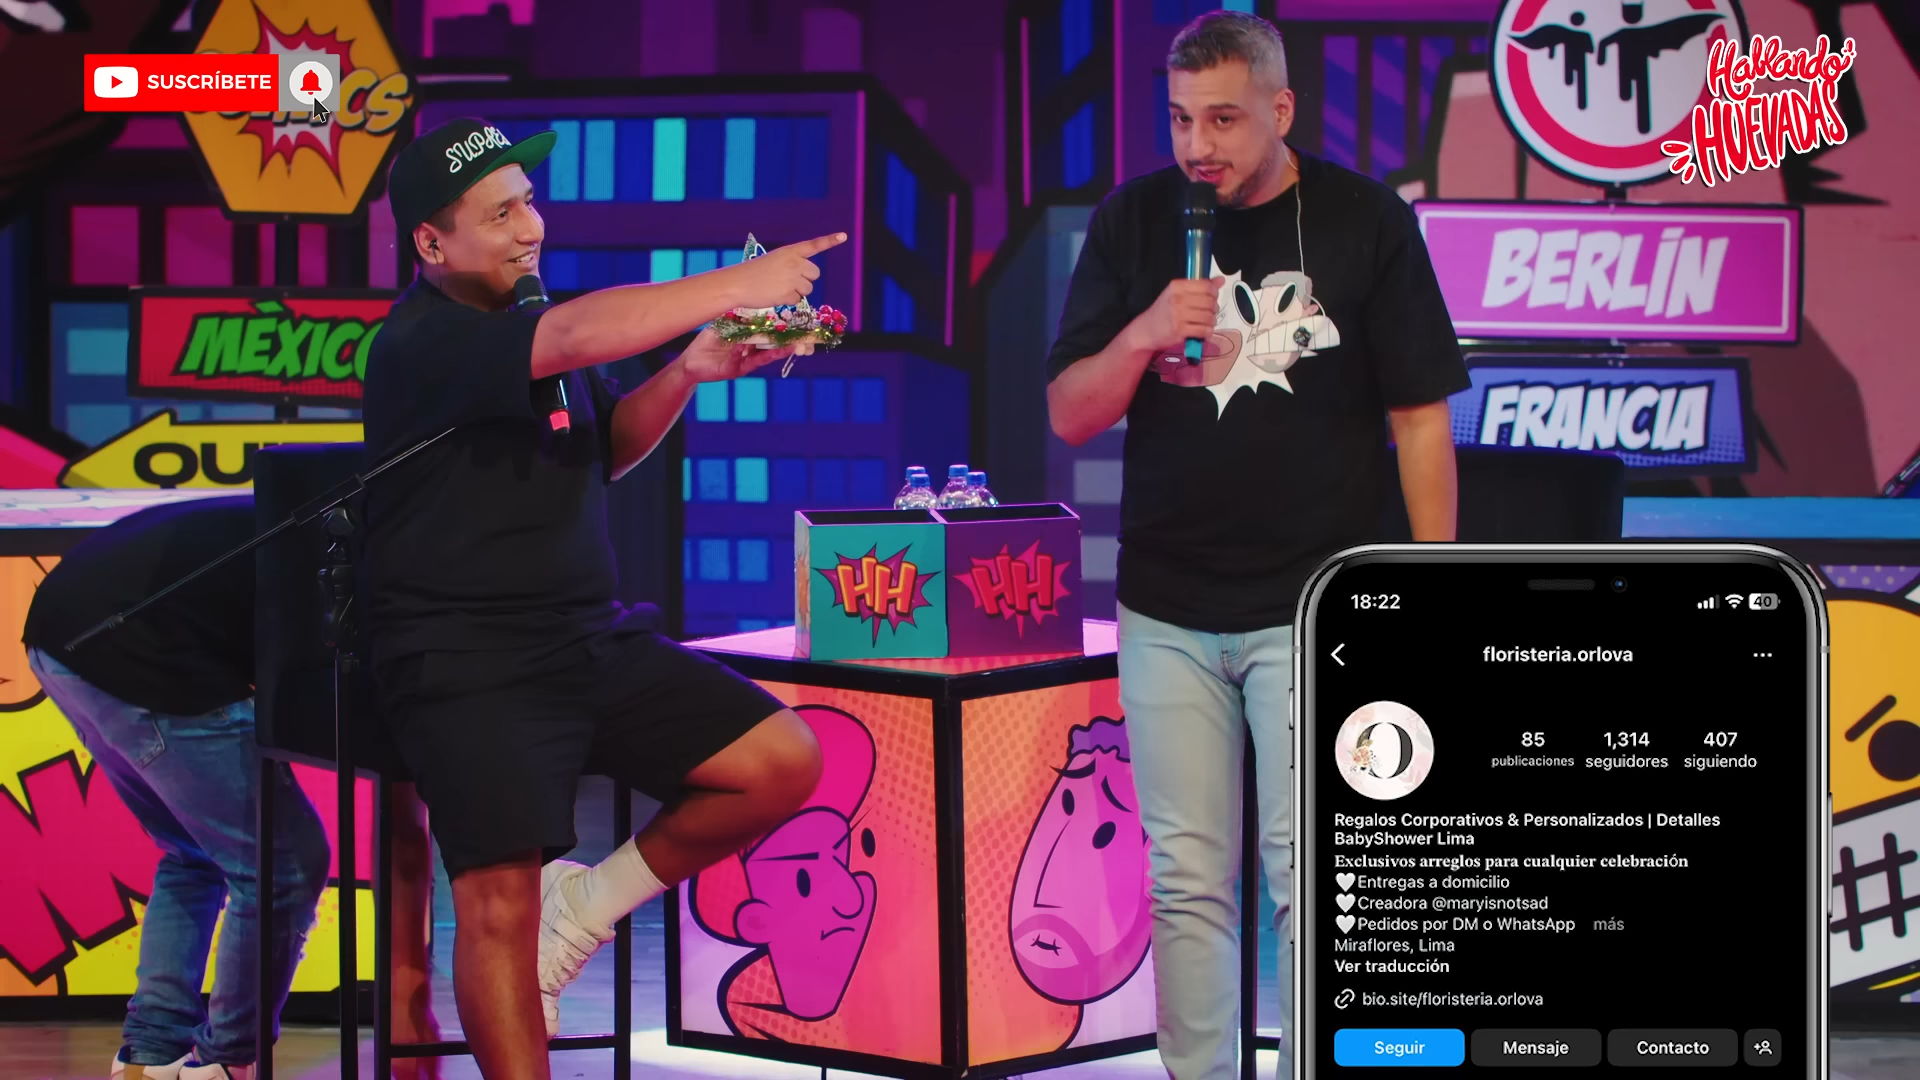 SUSCRÍBETE
COMICS
Hablando
HUEVADAS
BERLÍN
MÉXICO
FRANCIA
QU
HH
HH
18:22
40
floristeria.orlova
85
publicaciones
1,314
seguidores
407
siguiendo
Regalos Corporativos & Personalizados | Detalles
BabyShower Lima
Exclusivos arreglos para cualquier celebración
🤍Entregas a domicilio
🤍Creadora @maryisnotsad
🤍Pedidos por DM o WhatsApp más
Miraflores, Lima
Ver traducción
bio.site/floristeria.orlova
Seguir
Mensaje
Contacto